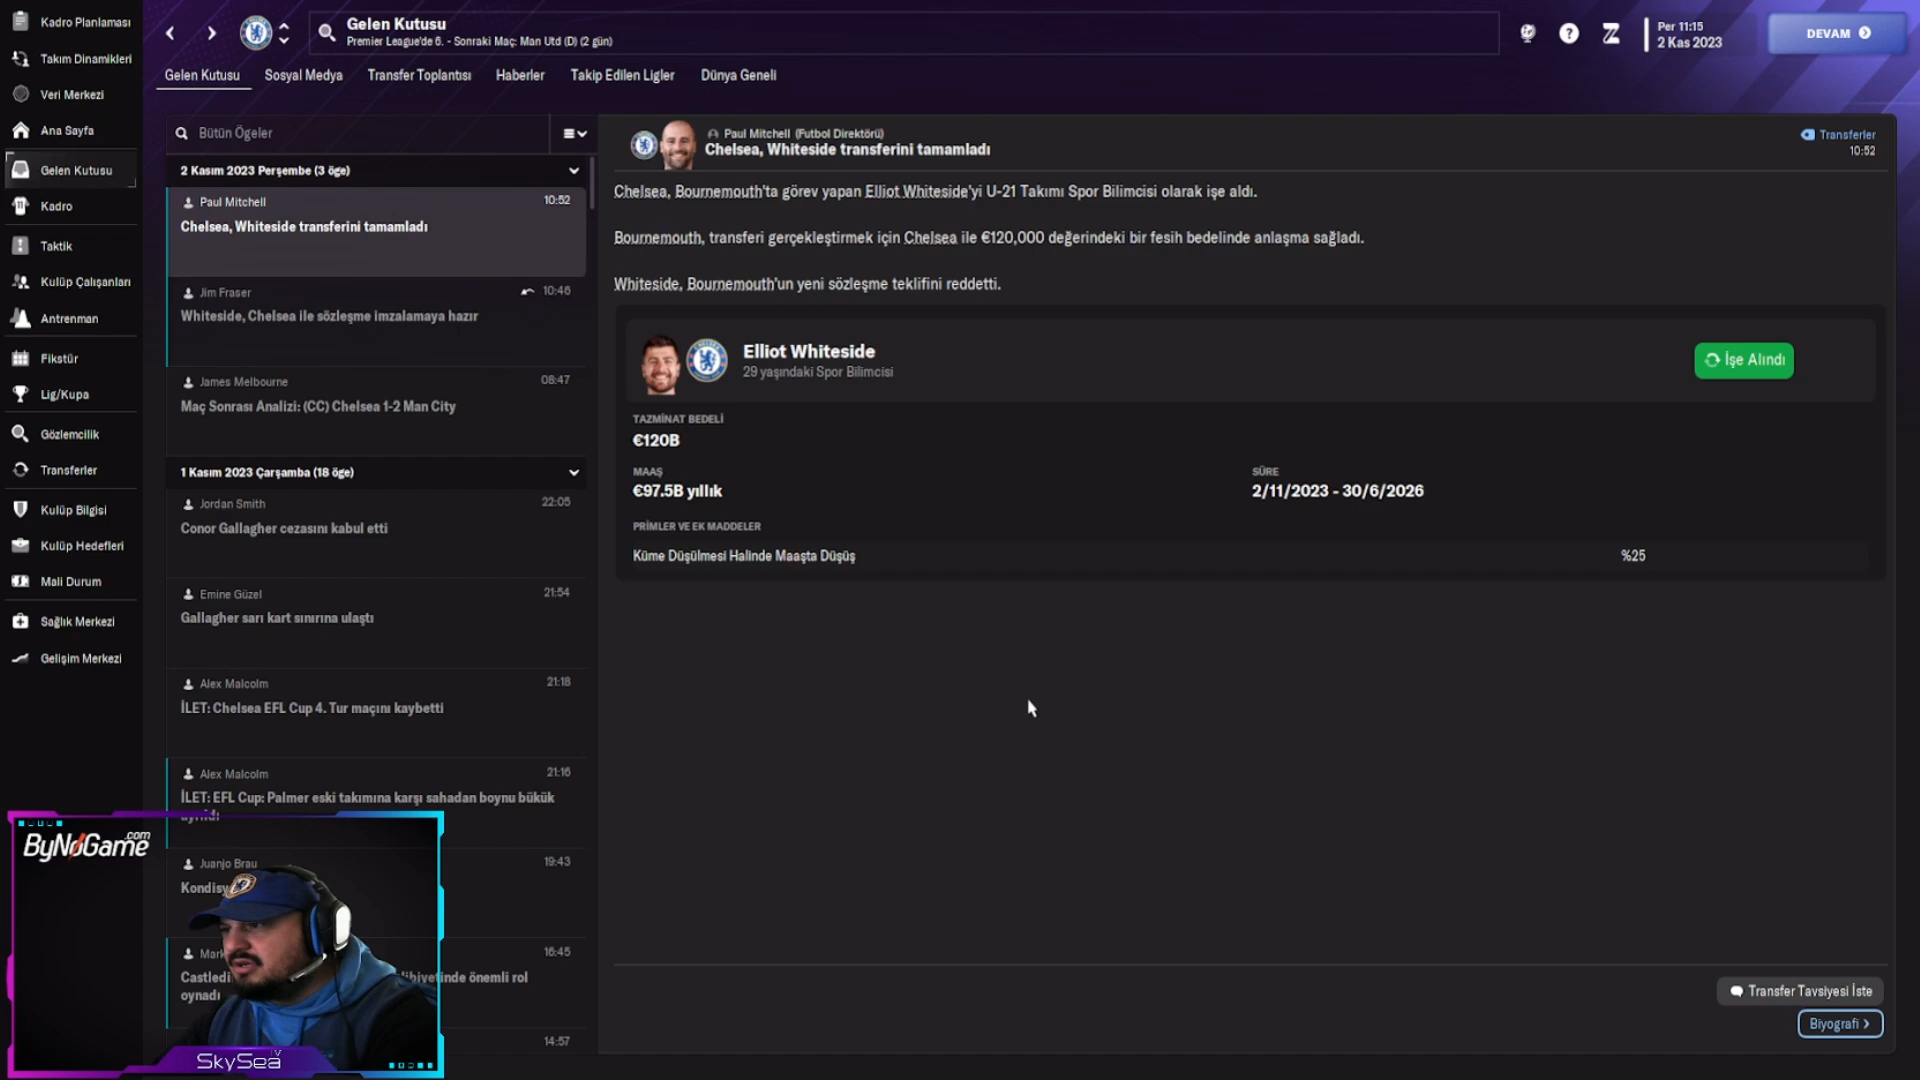 Kadro Planlaması
Takım Dinamikleri
Veri Merkezi
Ana Sayfa
Gelen Kutusu
Kadro
Taktik
Kulüp Çalışanları
Antrenman
Fikstür
Lig/Kupa
Gözlemcilik
Transferler
Kulüp Bilgisi
Kulüp Hedefleri
Mali Durum
Sağlık Merkezi
Gelişim Merkezi
Gelen Kutusu
Premier League'de 6. - Sonraki Maç: Man Utd (D) (2 gün)
Per 11:15
2 Kas 2023
DEVAM
Gelen Kutusu
Sosyal Medya
Transfer Toplantısı
Haberler
Takip Edilen Ligler
Dünya Geneli
Bütün Ögeler
2 Kasım 2023 Perşembe (3 öge)
Paul Mitchell 10:52
Chelsea, Whiteside transferini tamamladı
Jim Fraser 10:46
Whiteside, Chelsea ile sözleşme imzalamaya hazır
James Melbourne 08:47
Maç Sonrası Analizi: (CC) Chelsea 1-2 Man City
1 Kasım 2023 Çarşamba (18 öge)
Jordan Smith 22:05
Conor Gallagher cezasını kabul etti
Emine Güzel 21:54
Gallagher sarı kart sınırına ulaştı
Alex Malcolm 21:18
İLET: Chelsea EFL Cup 4. Tur maçını kaybetti
Alex Malcolm 21:16
İLET: EFL Cup: Palmer eski takımına karşı sahadan boynu bükük
Juanjo Brau 19:43
16:45
oynadı
14:57
Paul Mitchell (Futbol Direktörü)
Chelsea, Whiteside transferini tamamladı
Transferler
10:52
Chelsea, Bournemouth'ta görev yapan Elliot Whiteside'yi U-21 Takımı Spor Bilimcisi olarak işe aldı.
Bournemouth, transferi gerçekleştirmek için Chelsea ile €120,000 değerindeki bir fesih bedelinde anlaşma sağladı.
Whiteside, Bournemouth'un yeni sözleşme teklifini reddetti.
Elliot Whiteside
29 yaşındaki Spor Bilimcisi
İşe Alındı
TAZMİNAT BEDELİ
€120B
MAAŞ
€97.5B yıllık
SÜRE
2/11/2023 - 30/6/2026
PRİMLER VE EK MADDELER
Küme Düşülmesi Halinde Maaşta Düşüş %25
Transfer Tavsiyesi İste
Biyografi
ByNoGame.com
SkySea TV